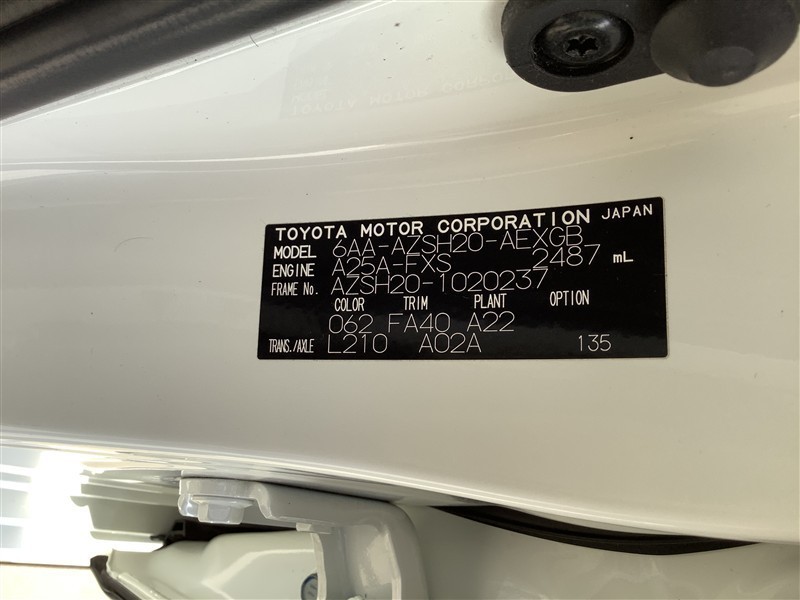 TOYOTA MOTOR CORPORATION JAPAN
MODEL 6AA-AZSH20-AEXGB
ENGINE A25A-FXS 2487 mL
FRAME No. AZSH20-1020237
COLOR TRIM PLANT OPTION
062 FA40 A22
TRANS./AXLE L210 A02A 135